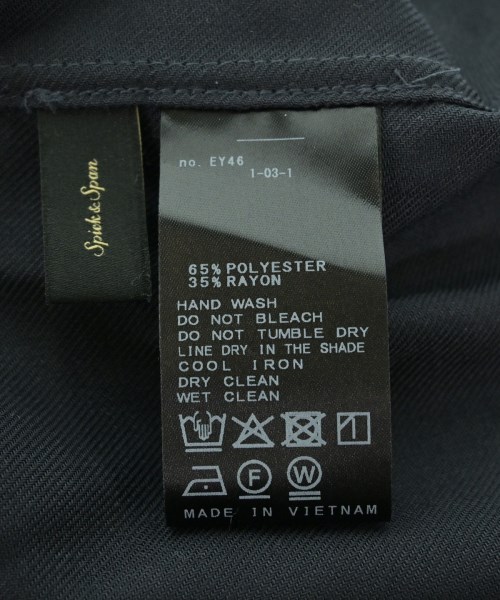 Spick & Span
no. EY46
1-03-1
65% POLYESTER
35% RAYON
HAND WASH
DO NOT BLEACH
DO NOT TUMBLE DRY
LINE DRY IN THE SHADE
COOL IRON
DRY CLEAN
WET CLEAN
F W
MADE IN VIETNAM